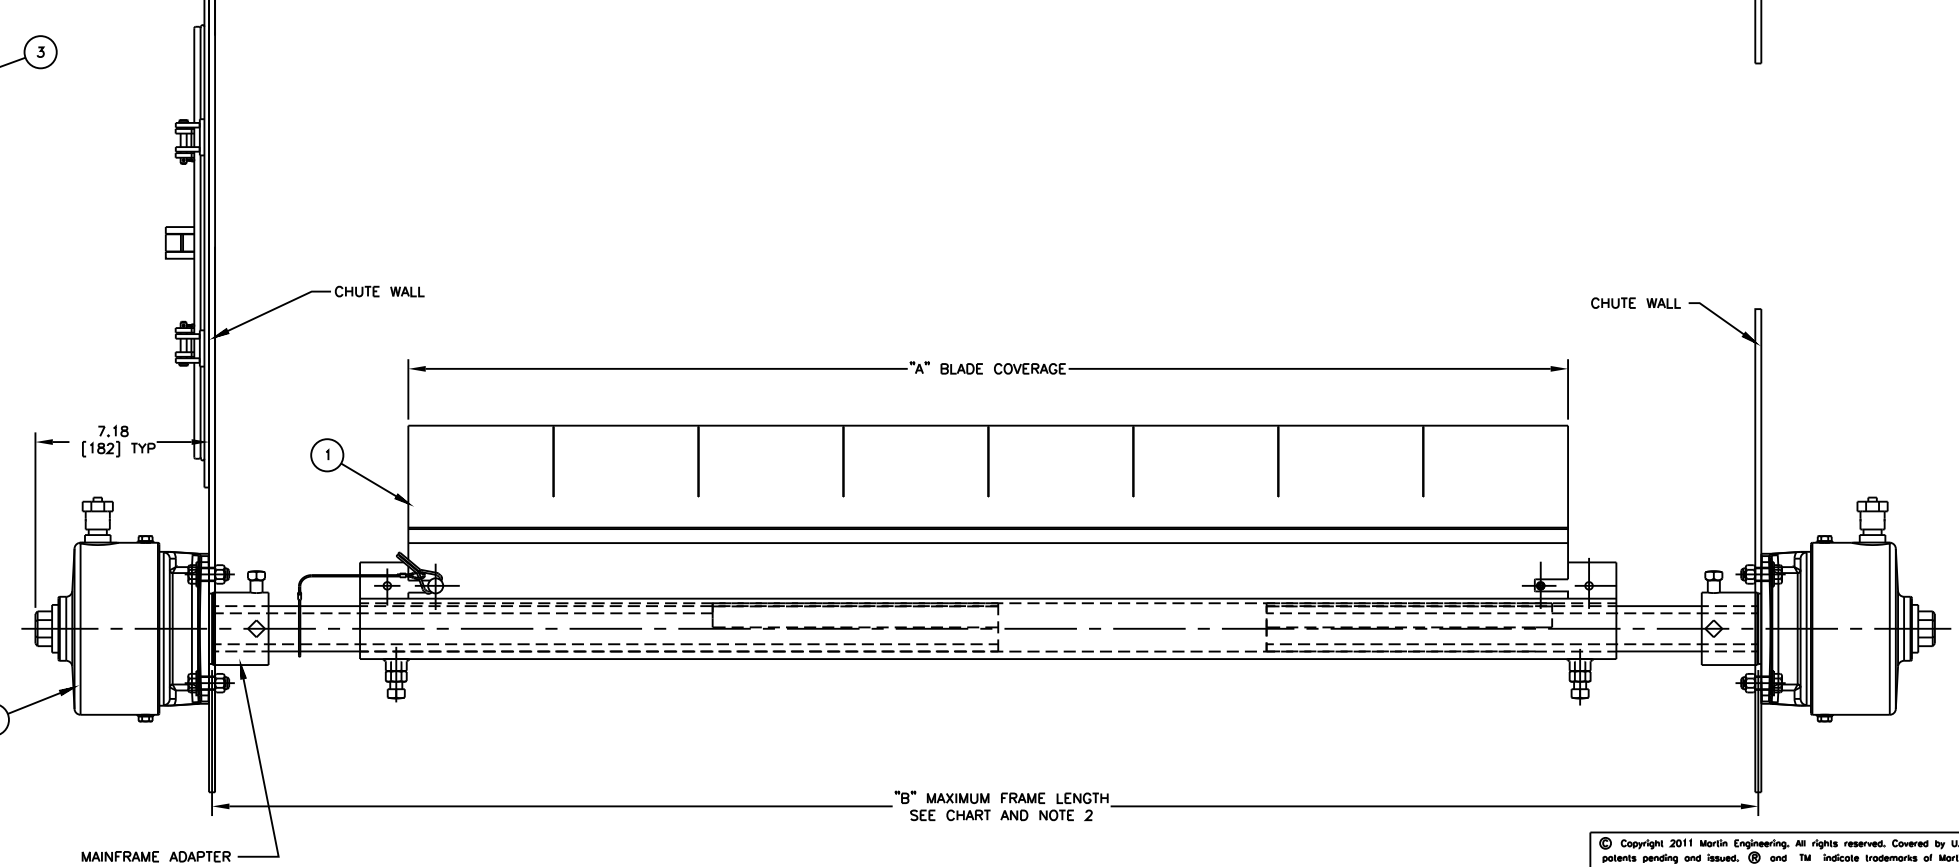 3
CHUTE WALL
CHUTE WALL
"A" BLADE COVERAGE
7.18
[182] TYP
1
"B" MAXIMUM FRAME LENGTH
SEE CHART AND NOTE 2
MAINFRAME ADAPTER
© Copyright 2011 Martin Engineering. All rights reserved. Covered by
patents pending and issued. ® and TM indicate trademarks of